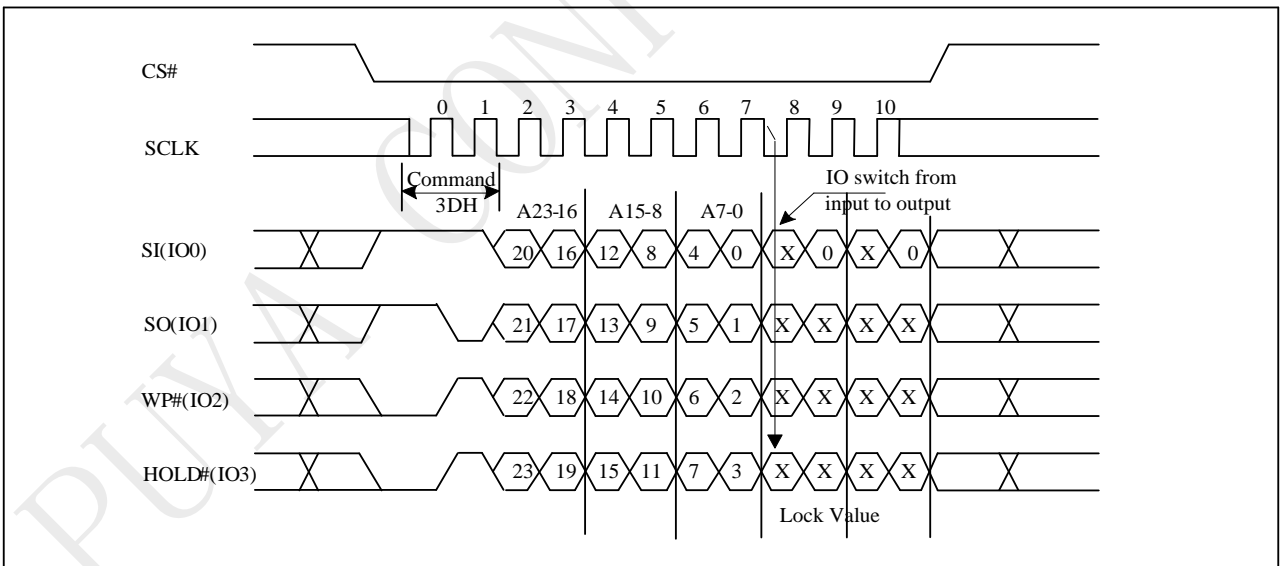 PUYA CONF
CS#
0 1 2 3 4 5 6 7 8 9 10
SCLK
Command
3DH
IO switch from
input to output
A23-16 A15-8 A7-0
SI(IO0) 20 16 12 8 4 0 X 0 X 0
SO(IO1) 21 17 13 9 5 1 X X X X
WP#(IO2) 22 18 14 10 6 2 X X X X
HOLD#(IO3) 23 19 15 11 7 3 X X X X
Lock Value